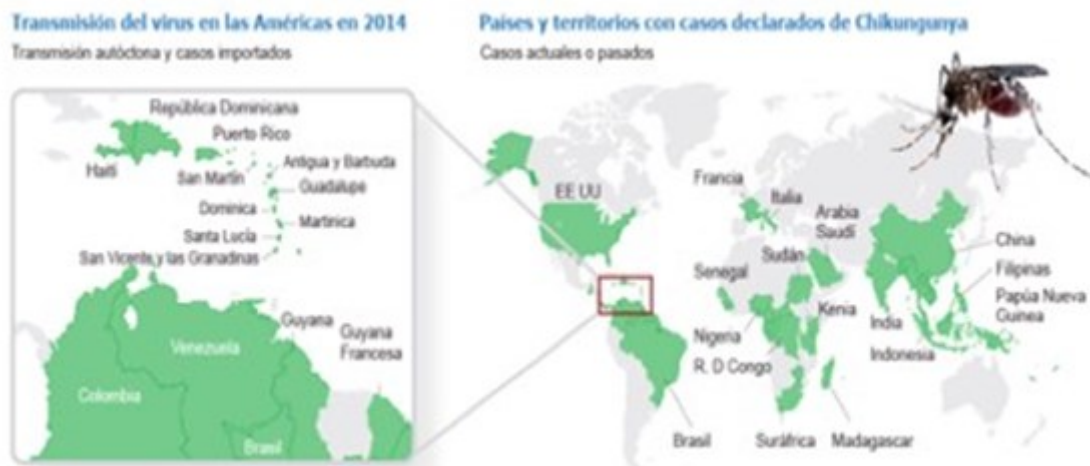 Transmisión del virus en las Américas en 2014
Transmisión autóctona y casos importados
República Dominicana
Puerto Rico
Haití
San Martín
Antigua y Barbuda
Guadalupe
Dominica
Martinica
Santa Lucía
San Vicente y las Granadinas
Guyana
Guyana
Francesa
Venezuela
Colombia
Brasil
Países y territorios con casos declarados de Chikungunya
Casos actuales o pasados
EE UU
Francia
Italia
Arabia
Saudí
Sudán
China
Senegal
Filipinas
Kenia
Papúa Nueva
Guinea
Nigeria
India
R. D Congo
Indonesia
Brasil
Suráfrica
Madagascar